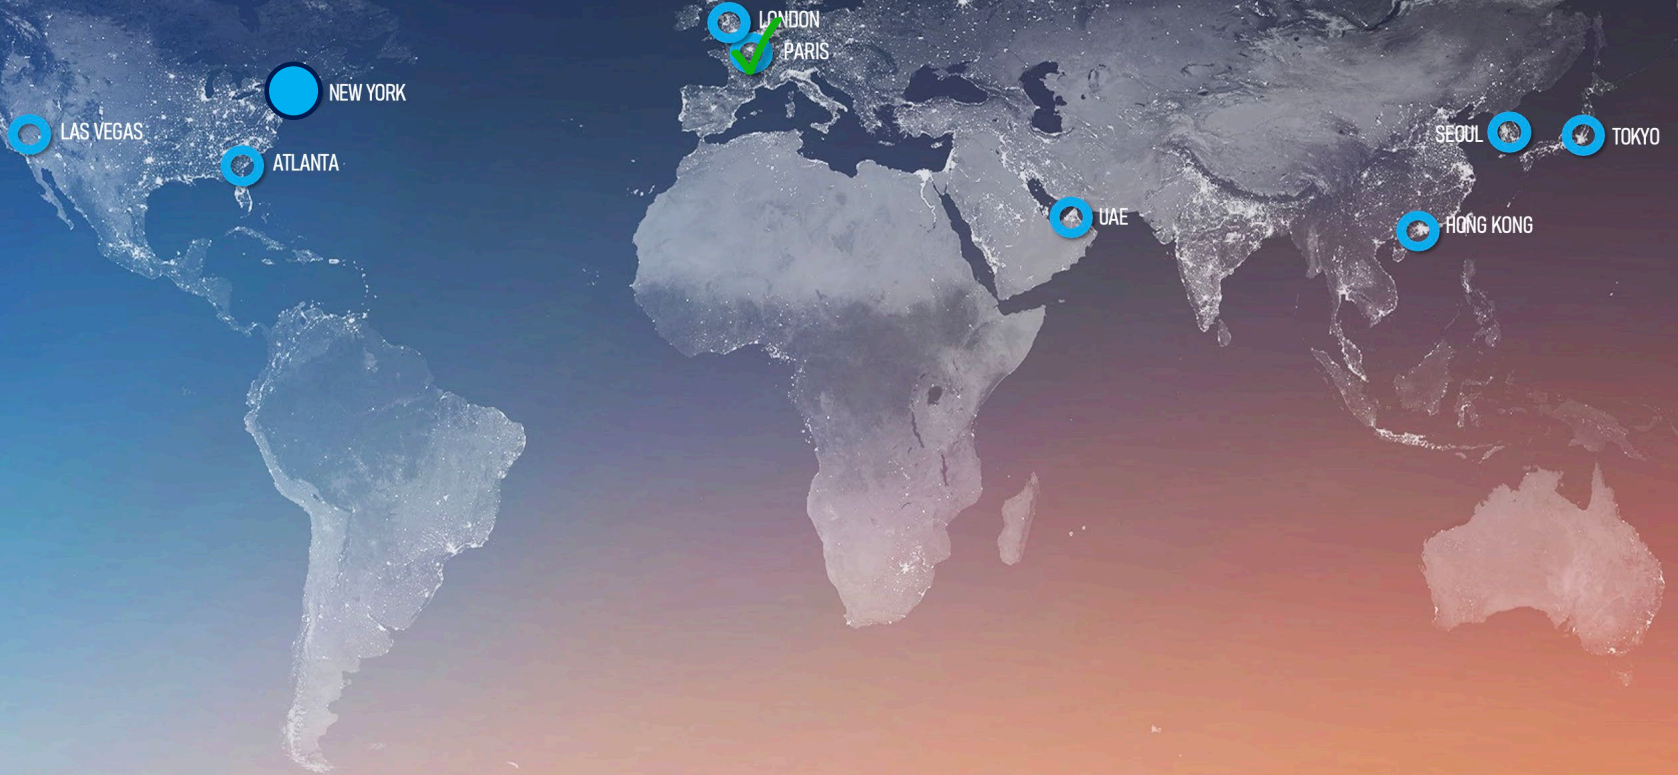 LONDON
PARIS
NEW YORK
LAS VEGAS
ATLANTA
SEOUL
TOKYO
UAE
HONG KONG